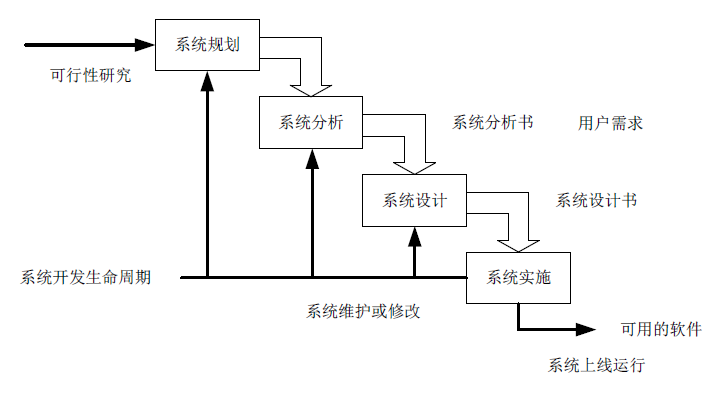 系统规划
可行性研究
系统分析
系统分析书
用户需求
系统设计
系统设计书
系统开发生命周期
系统实施
系统维护或修改
可用的软件
系统上线运行